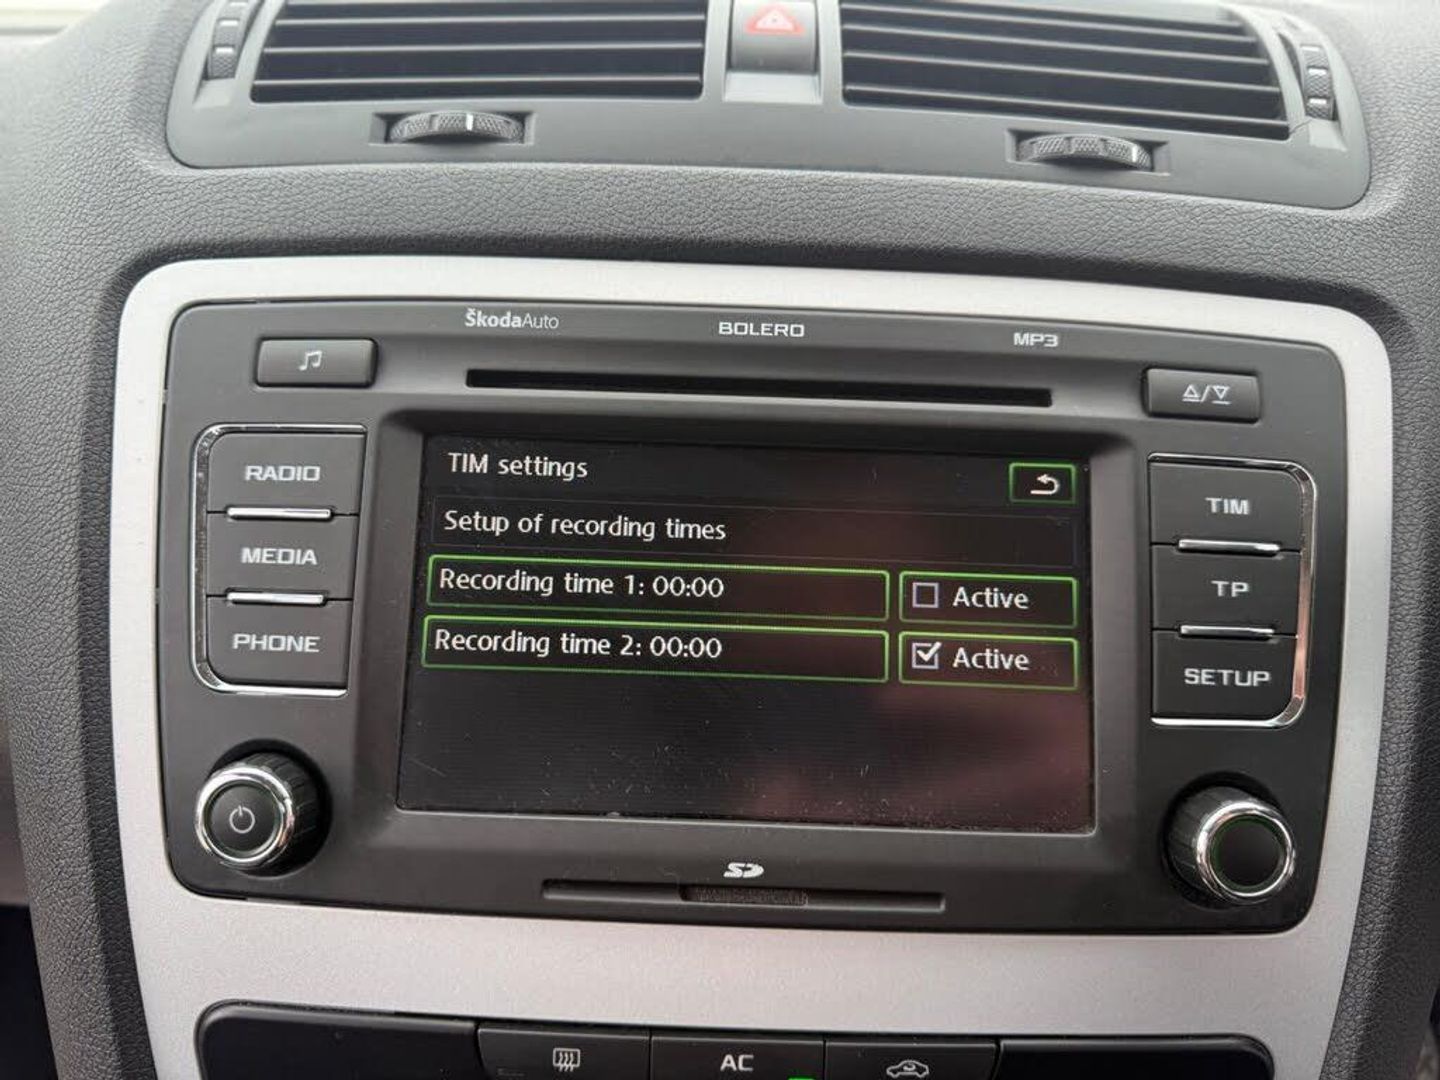 ŠkodaAuto
BOLERO
MP3
RADIO
MEDIA
PHONE
TIM settings
Setup of recording times
Recording time 1: 00:00
Active
Recording time 2: 00:00
Active
TIM
TP
SETUP
SD
AC